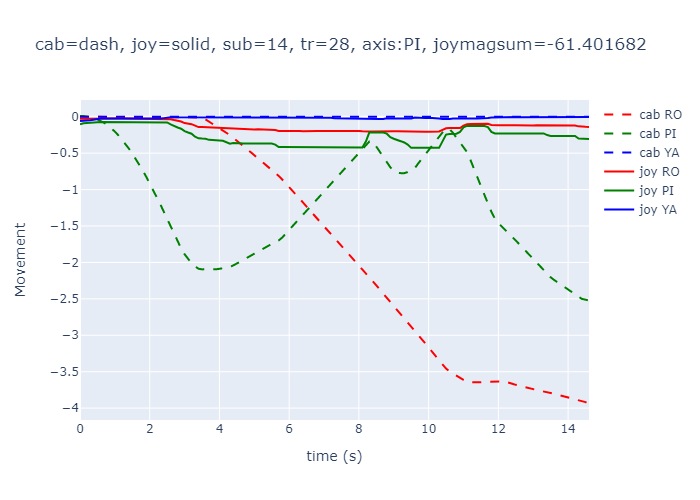 cab=dash, joy=solid, sub=14, tr=28, axis:PI, joymagsum=-61.401682
0
−0.5
−1
−1.5
−2
−2.5
−3
−3.5
−4
Movement
0 2 4 6 8 10 12 14
time (s)
cab RO
cab PI
cab YA
joy RO
joy PI
joy YA